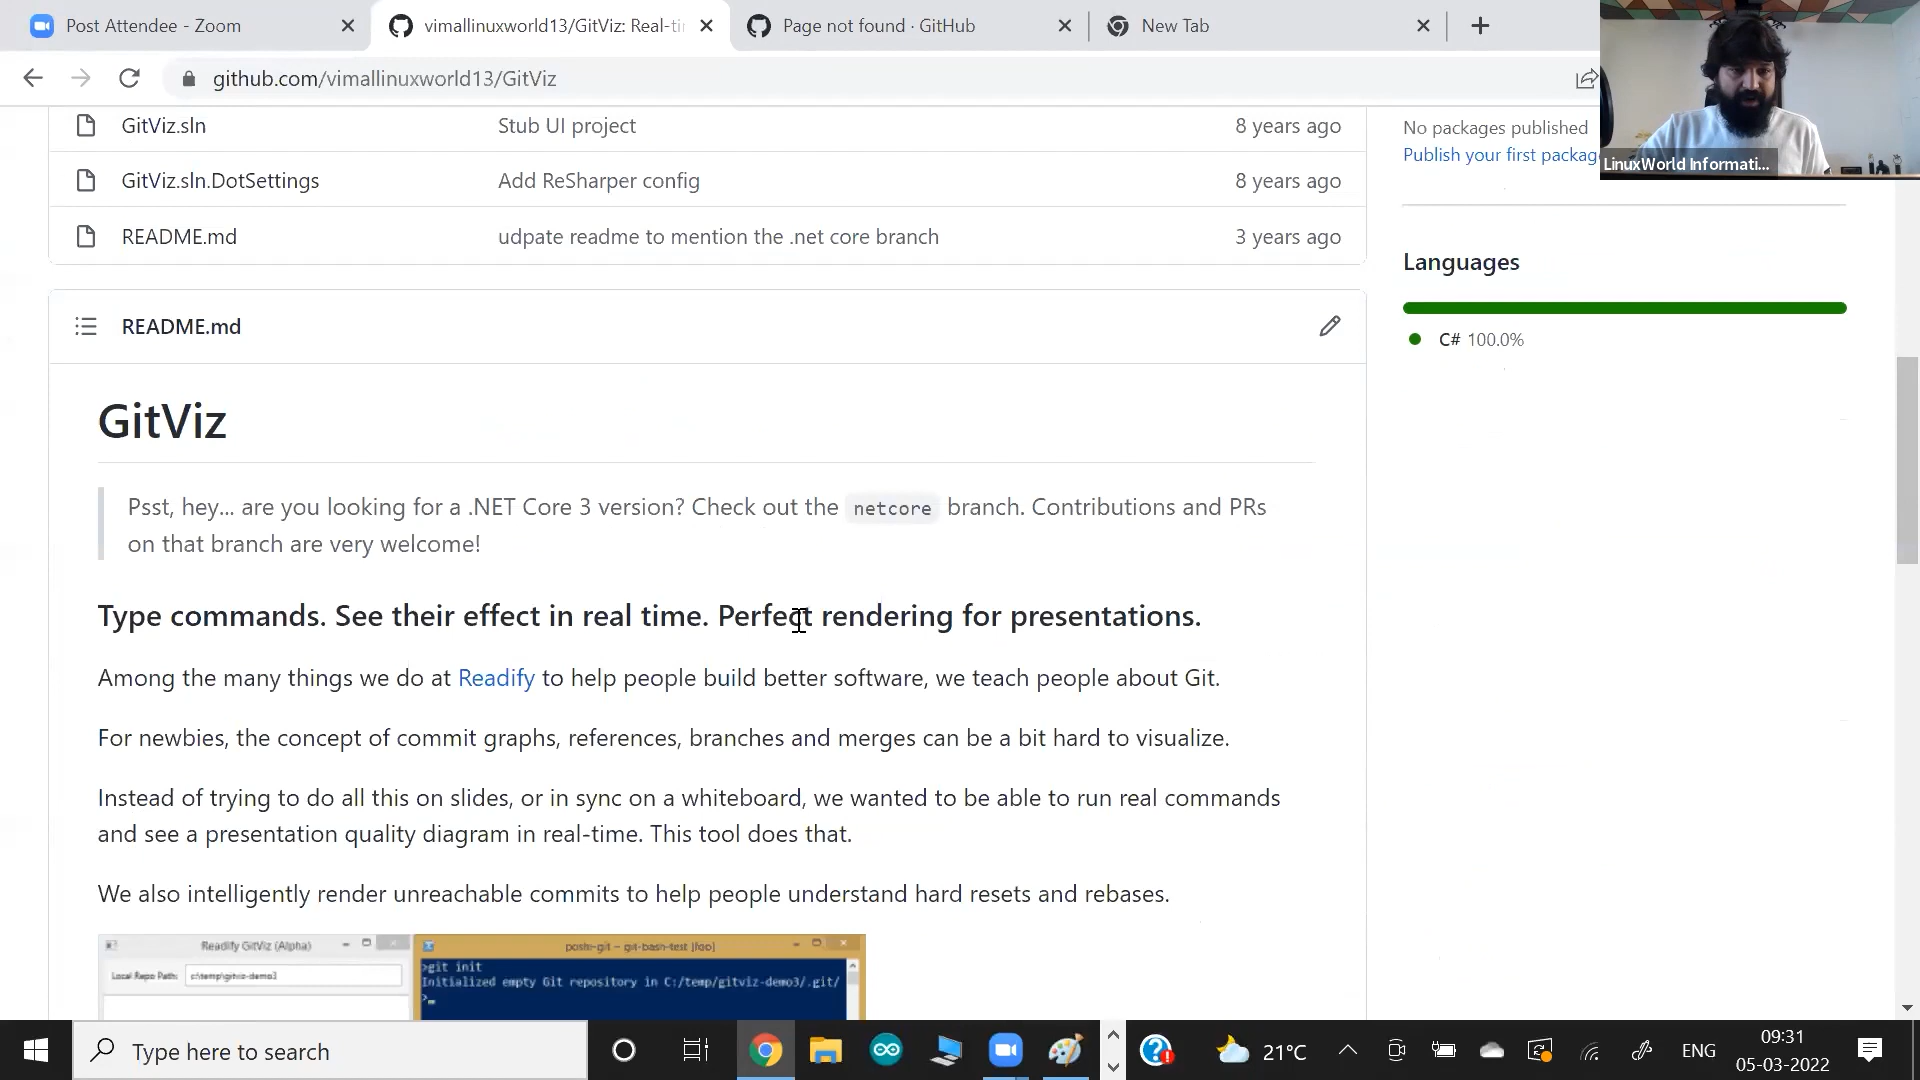 Post Attendee - Zoom
vimallinuxworld13/GitViz: Real-ti
Page not found · GitHub
New Tab
github.com/vimallinuxworld13/GitViz
GitViz.sln Stub UI project 8 years ago
GitViz.sln.DotSettings Add ReSharper config 8 years ago
README.md udpate readme to mention the .net core branch 3 years ago
No packages published
Publish your first packag
LinuxWorld Informati...
Languages
C# 100.0%
README.md
GitViz
Psst, hey... are you looking for a .NET Core 3 version? Check out the netcore branch. Contributions and PRs
on that branch are very welcome!
Type commands. See their effect in real time. Perfect rendering for presentations.
Among the many things we do at Readify to help people build better software, we teach people about Git.
For newbies, the concept of commit graphs, references, branches and merges can be a bit hard to visualize.
Instead of trying to do all this on slides, or in sync on a whiteboard, we wanted to be able to run real commands
and see a presentation quality diagram in real-time. This tool does that.
We also intelligently render unreachable commits to help people understand hard resets and rebases.
Readify GitViz (Alpha)
Local Repo Path: c:\temp\gitviz-demo3
posh~git ~ git-bash-test [foo]
>git init
Initialized empty Git repository in C:/temp/gitviz-demo3/.git/
>
Type here to search
21°C
ENG
09:31
05-03-2022